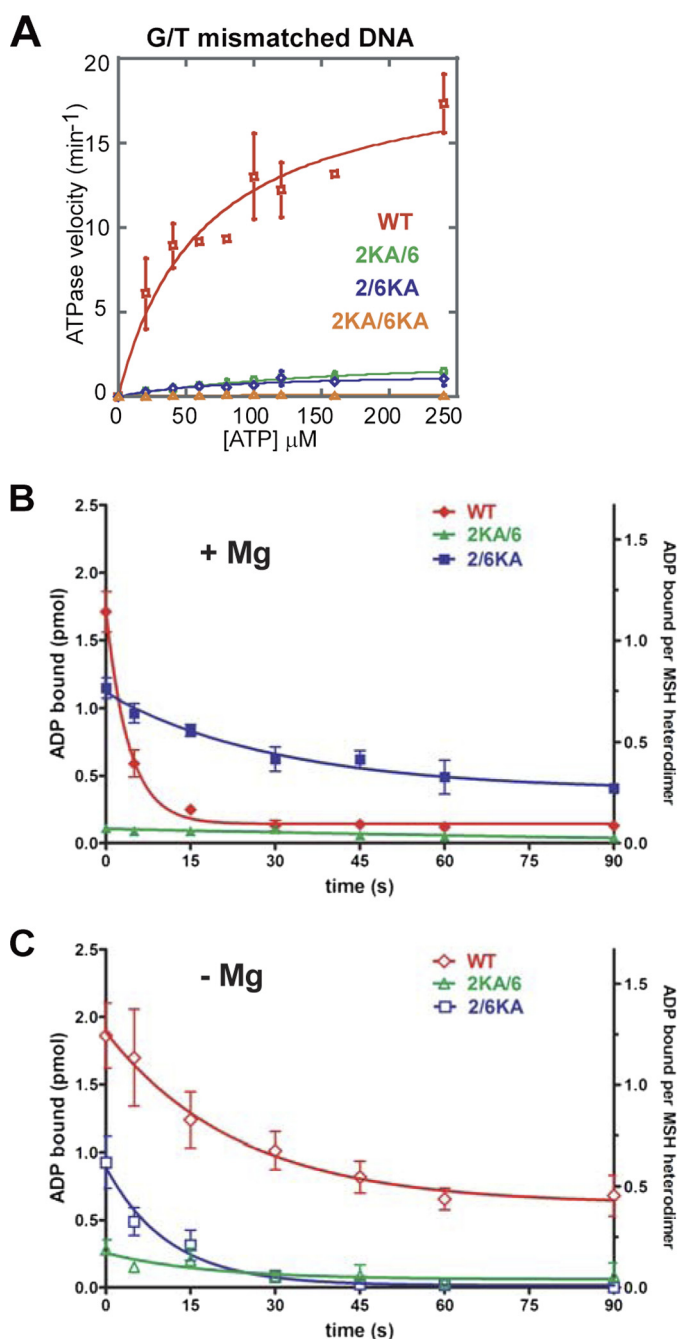 A
G/T mismatched DNA
20
15
10
5
0
ATPase velocity (min-1)
WT
2KA/6
2/6KA
2KA/6KA
0 50 100 150 200 250
[ATP] μM
B
+ Mg
WT
2KA/6
2/6KA
2.5
2.0
1.5
1.0
0.5
0.0
ADP bound (pmol)
1.5
1.0
0.5
0.0
ADP bound per MSH heterodimer
0 15 30 45 60 75 90
time (s)
C
- Mg
WT
2KA/6
2/6KA
2.5
2.0
1.5
1.0
0.5
0.0
ADP bound (pmol)
1.5
1.0
0.5
0.0
ADP bound per MSH heterodimer
0 15 30 45 60 75 90
time (s)